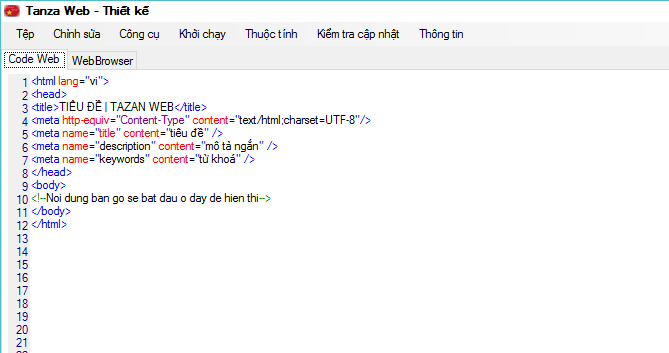 Tanza Web - Thiết kế
Tệp Chỉnh sửa Công cụ Khởi chạy Thuộc tính Kiểm tra cập nhật Thông tin
Code Web WebBrowser
1 <html lang="vi">
2 <head>
3 <title>TIÊU ĐỀ | TAZAN WEB</title>
4 <meta http-equiv="Content-Type" content="text/html;charset=UTF-8"/>
5 <meta name="title" content="tiêu đề" />
6 <meta name="description" content="mô tả ngắn" />
7 <meta name="keywords" content="từ khoá" />
8 </head>
9 <body>
10 <!--Noi dung ban go se bat dau o day de hien thi-->
11 </body>
12 </html>
13
14
15
16
17
18
19
20
21